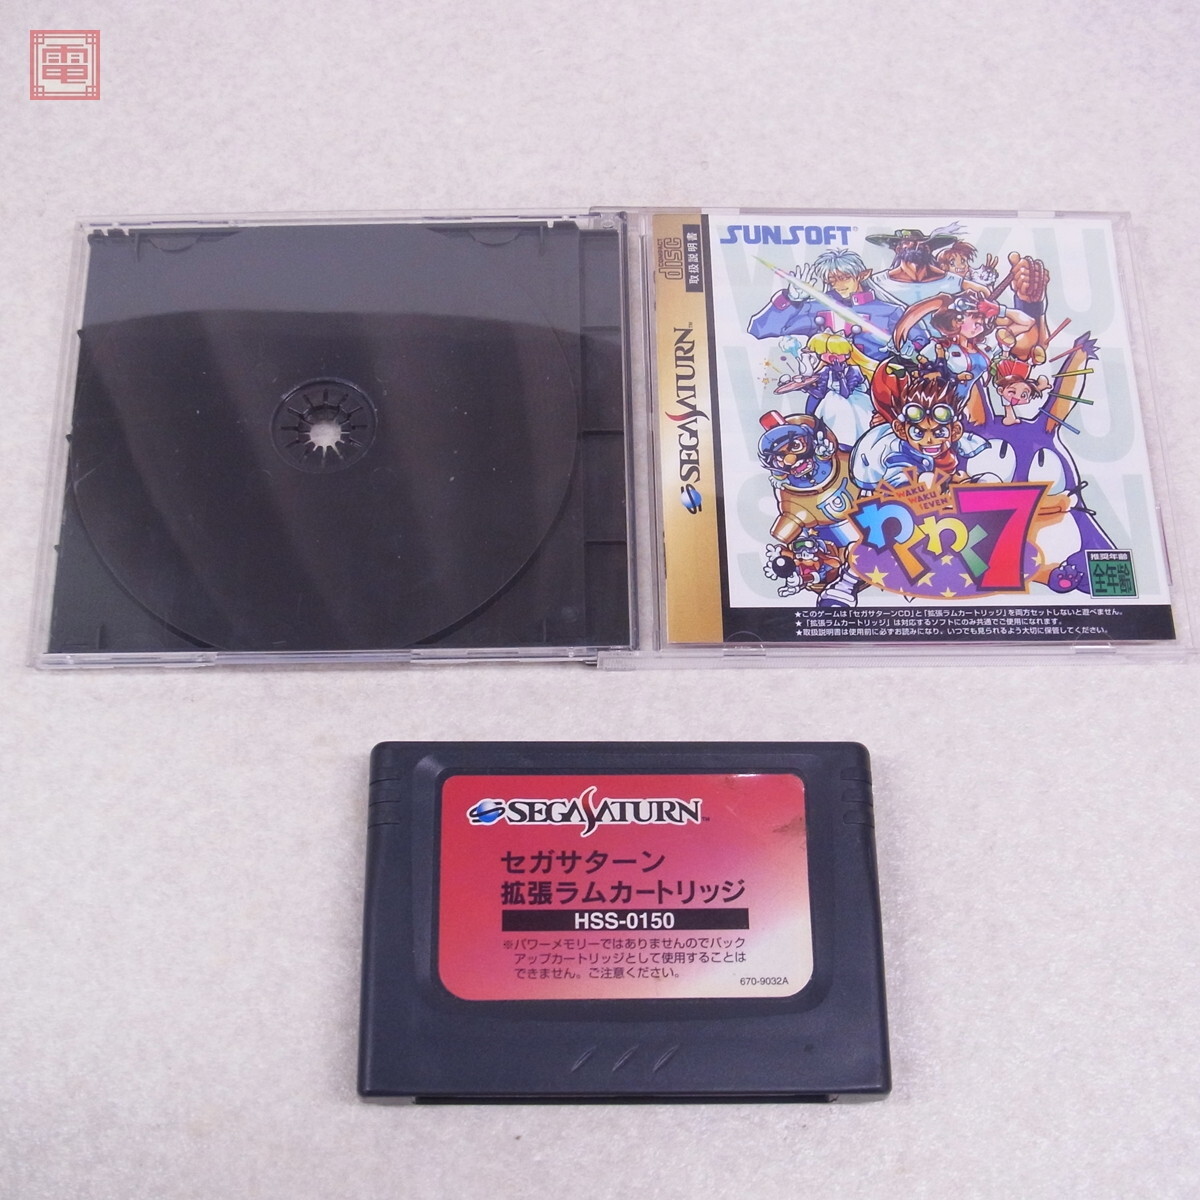 電
COMPACT
disc
取扱説明書
SEGA SATURN™
SUNSOFT®
WAKU
WAKU
SEVEN
わくわく7
推奨年齢
全年齢
★このゲームは「セガサターンCD」と「拡張ラムカートリッジ」を両方セットしないと遊べません。
★「拡張ラムカートリッジ」は対応するソフトにのみ共通でご使用になれます。
★取扱説明書は使用前に必ずお読みになり、いつでも見られるよう大切に保管してください。
SEGA SATURN™
セガサターン
拡張ラムカートリッジ
HSS-0150
※パワーメモリーではありませんのでバック
アップカートリッジとして使用することは
できません。ご注意ください。
670-9032A